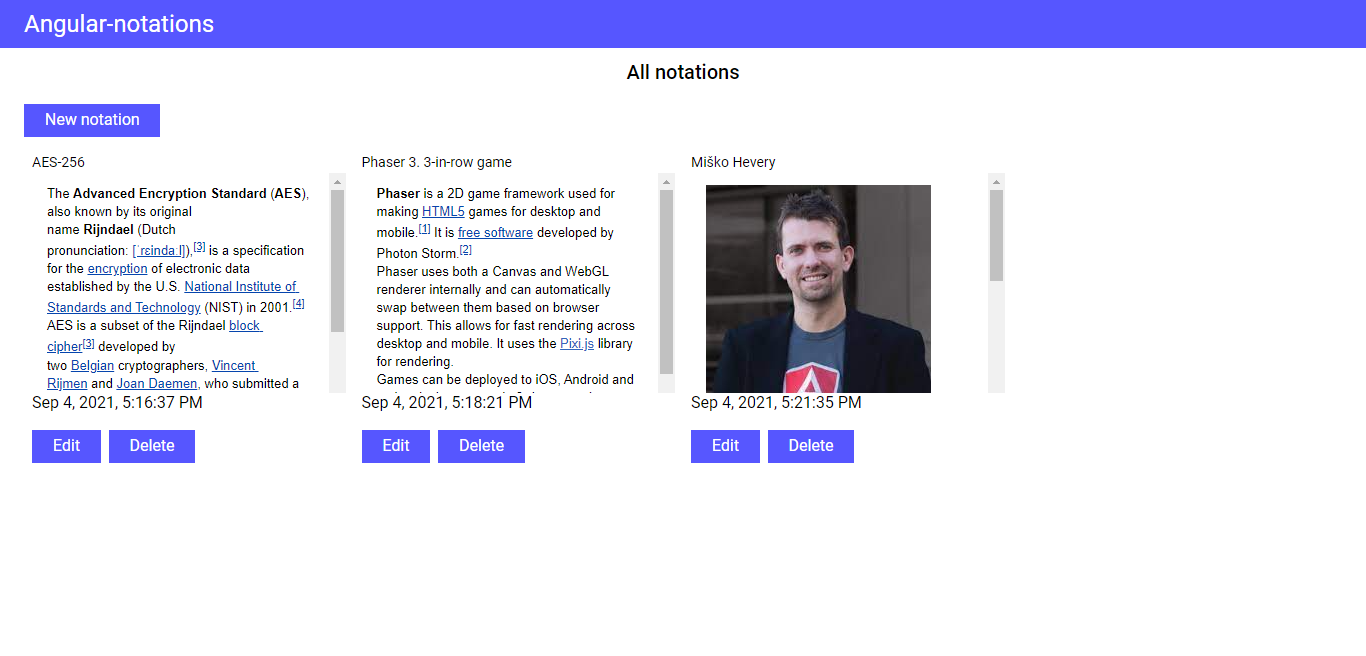 Angular-notations
All notations
New notation
AES-256
The Advanced Encryption Standard (AES),
also known by its original
name Rijndael (Dutch
pronunciation: [ˈrɛindaːl]),[3] is a specification
for the encryption of electronic data
established by the U.S. National Institute of
Standards and Technology (NIST) in 2001.[4]
AES is a subset of the Rijndael block
cipher[3] developed by
two Belgian cryptographers, Vincent
Rijmen and Joan Daemen, who submitted a
Sep 4, 2021, 5:16:37 PM
Edit
Delete
Phaser 3. 3-in-row game
Phaser is a 2D game framework used for
making HTML5 games for desktop and
mobile.[1] It is free software developed by
Photon Storm.[2]
Phaser uses both a Canvas and WebGL
renderer internally and can automatically
swap between them based on browser
support. This allows for fast rendering across
desktop and mobile. It uses the Pixi.js library
for rendering.
Games can be deployed to iOS, Android and
Sep 4, 2021, 5:18:21 PM
Edit
Delete
Miško Hevery
Sep 4, 2021, 5:21:35 PM
Edit
Delete